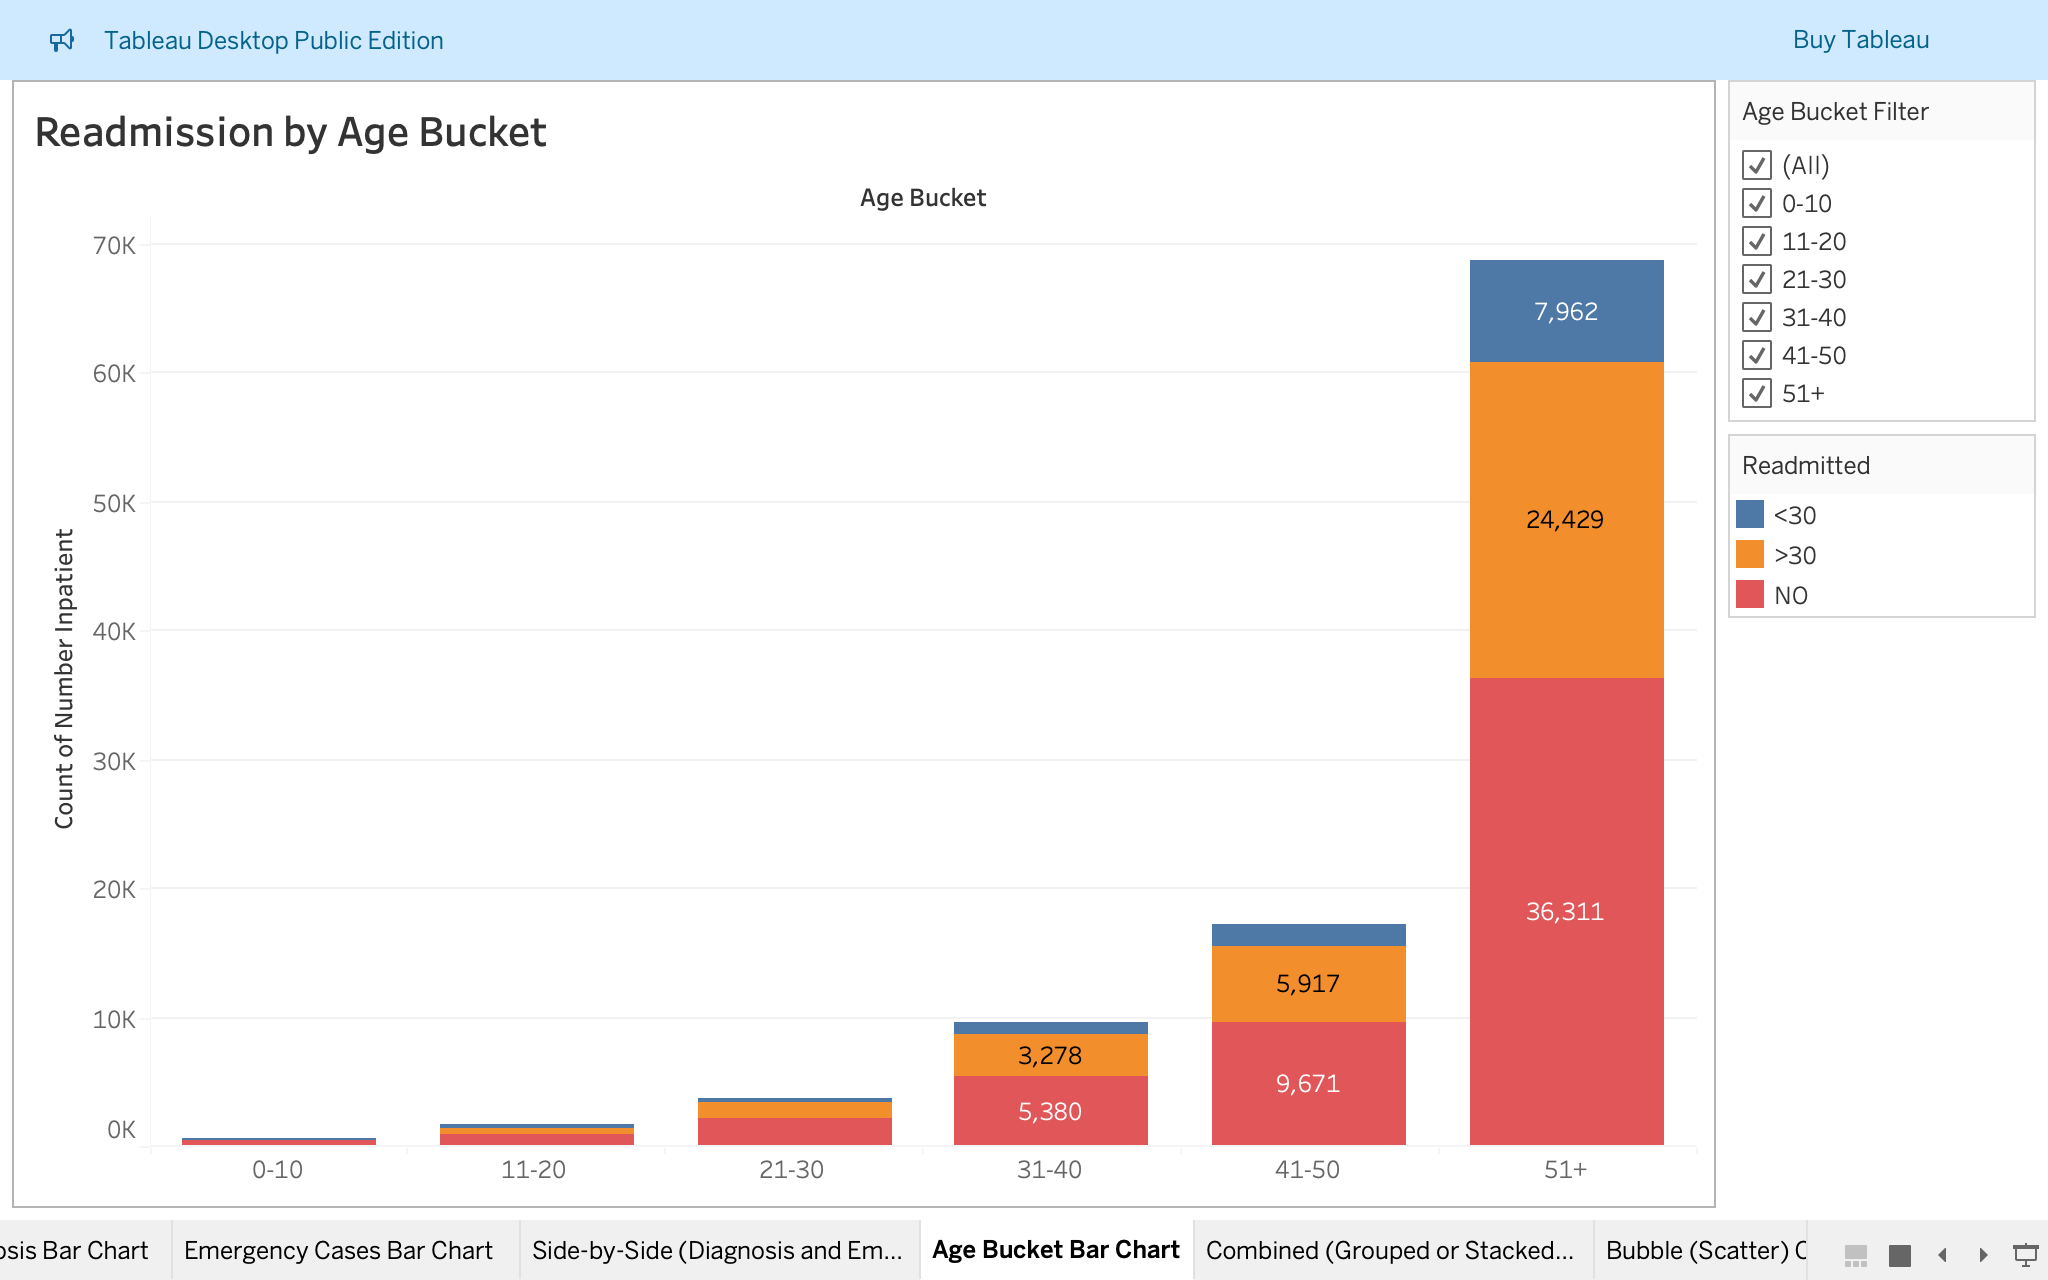 Tableau Desktop Public Edition
Buy Tableau
Readmission by Age Bucket
Age Bucket
70K
60K
50K
40K
30K
20K
10K
0K
Count of Number Inpatient
7,962
24,429
36,311
5,917
9,671
3,278
5,380
0-10
11-20
21-30
31-40
41-50
51+
Age Bucket Filter
(All)
0-10
11-20
21-30
31-40
41-50
51+
Readmitted
<30
>30
NO
osis Bar Chart
Emergency Cases Bar Chart
Side-by-Side (Diagnosis and Em...
Age Bucket Bar Chart
Combined (Grouped or Stacked...
Bubble (Scatter) C